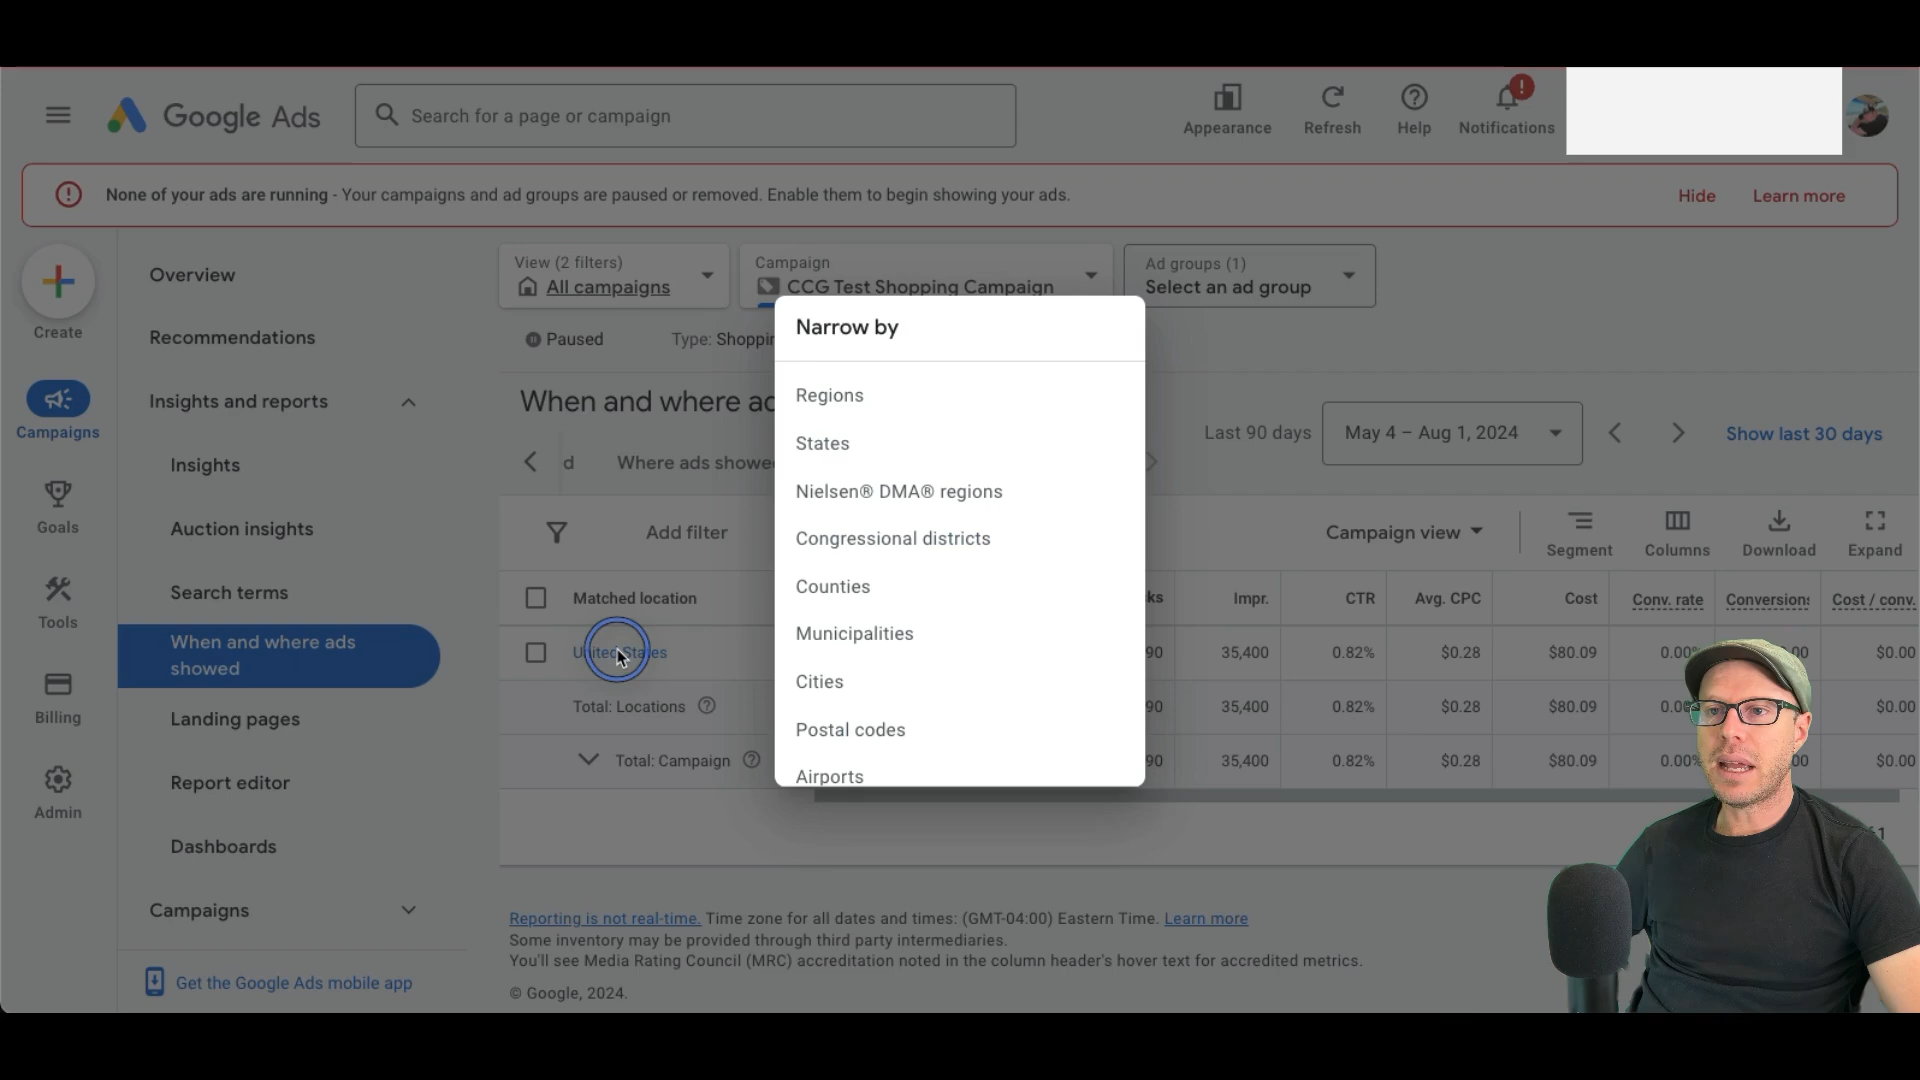 Google Ads
Search for a page or campaign
Appearance
Refresh
Help
Notifications
None of your ads are running - Your campaigns and ad groups are paused or removed. Enable them to begin showing your ads.
Hide
Learn more
Create
Campaigns
Goals
Tools
Billing
Admin
Overview
Recommendations
Insights and reports
Insights
Auction insights
Search terms
When and where ads
showed
Landing pages
Report editor
Dashboards
Campaigns
Get the Google Ads mobile app
View (2 filters)
All campaigns
Campaign
CCG Test Shopping Campaign
Ad groups (1)
Select an ad group
Paused
Type: Shoppin
When and where ad
Last 90 days
May 4 – Aug 1, 2024
Show last 30 days
d
Where ads showed
Add filter
Campaign view
Segment
Columns
Download
Expand
Matched location
ks
Impr.
CTR
Avg. CPC
Cost
Conv. rate
Conversions
Cost / conv.
United States
90
35,400
0.82%
$0.28
$80.09
0.00%
00
$0.00
Total: Locations
90
35,400
0.82%
$0.28
$80.09
0.00
$0.00
Total: Campaign
90
35,400
0.82%
$0.28
$80.09
0.00%
00
$0.00
Narrow by
Regions
States
Nielsen® DMA® regions
Congressional districts
Counties
Municipalities
Cities
Postal codes
Airports
Reporting is not real-time. Time zone for all dates and times: (GMT-04:00) Eastern Time. Learn more
Some inventory may be provided through third party intermediaries.
You'll see Media Rating Council (MRC) accreditation noted in the column header's hover text for accredited metrics.
© Google, 2024.